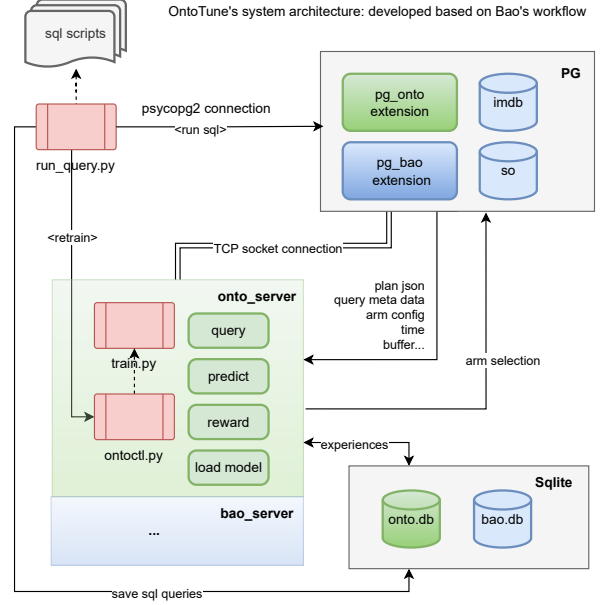 OntoTune's system architecture: developed based on Bao's workflow
sql scripts
PG
psycopg2 connection
<run sql>
run_query.py
pg_onto
extension
imdb
pg_bao
extension
so
<retrain>
TCP socket connection
onto_server
plan json
query meta data
arm config
time
buffer...
query
train.py
predict
arm selection
reward
ontoctl.py
load model
experiences
Sqlite
bao_server
...
onto.db
bao.db
save sql queries